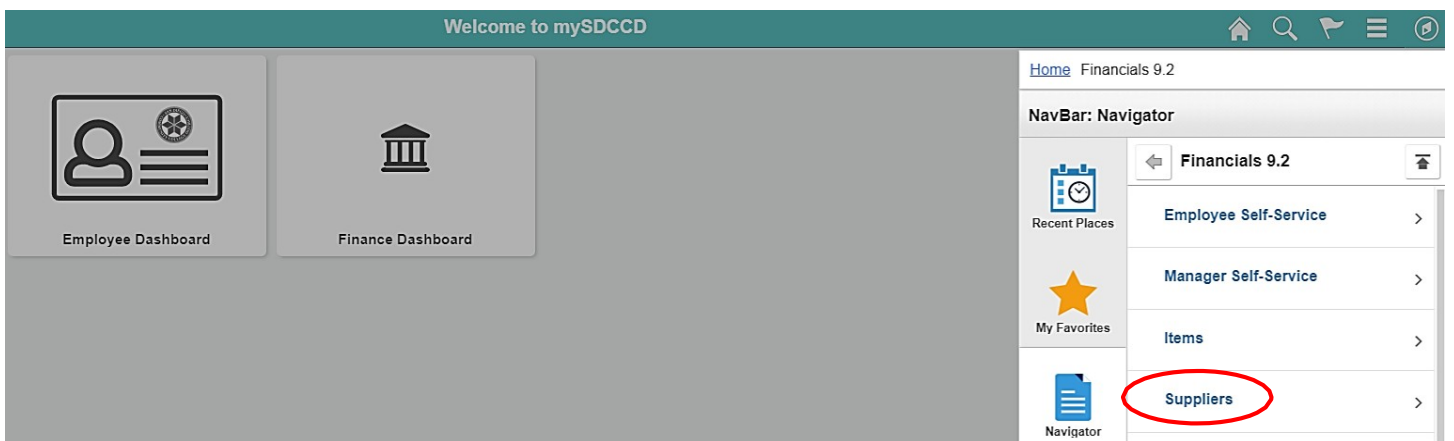 Welcome to mySDCCD
Home Financials 9.2
NavBar: Navigator
Financials 9.2
Recent Places
Employee Self-Service
Employee Dashboard
Finance Dashboard
Manager Self-Service
My Favorites
Items
Suppliers
Navigator